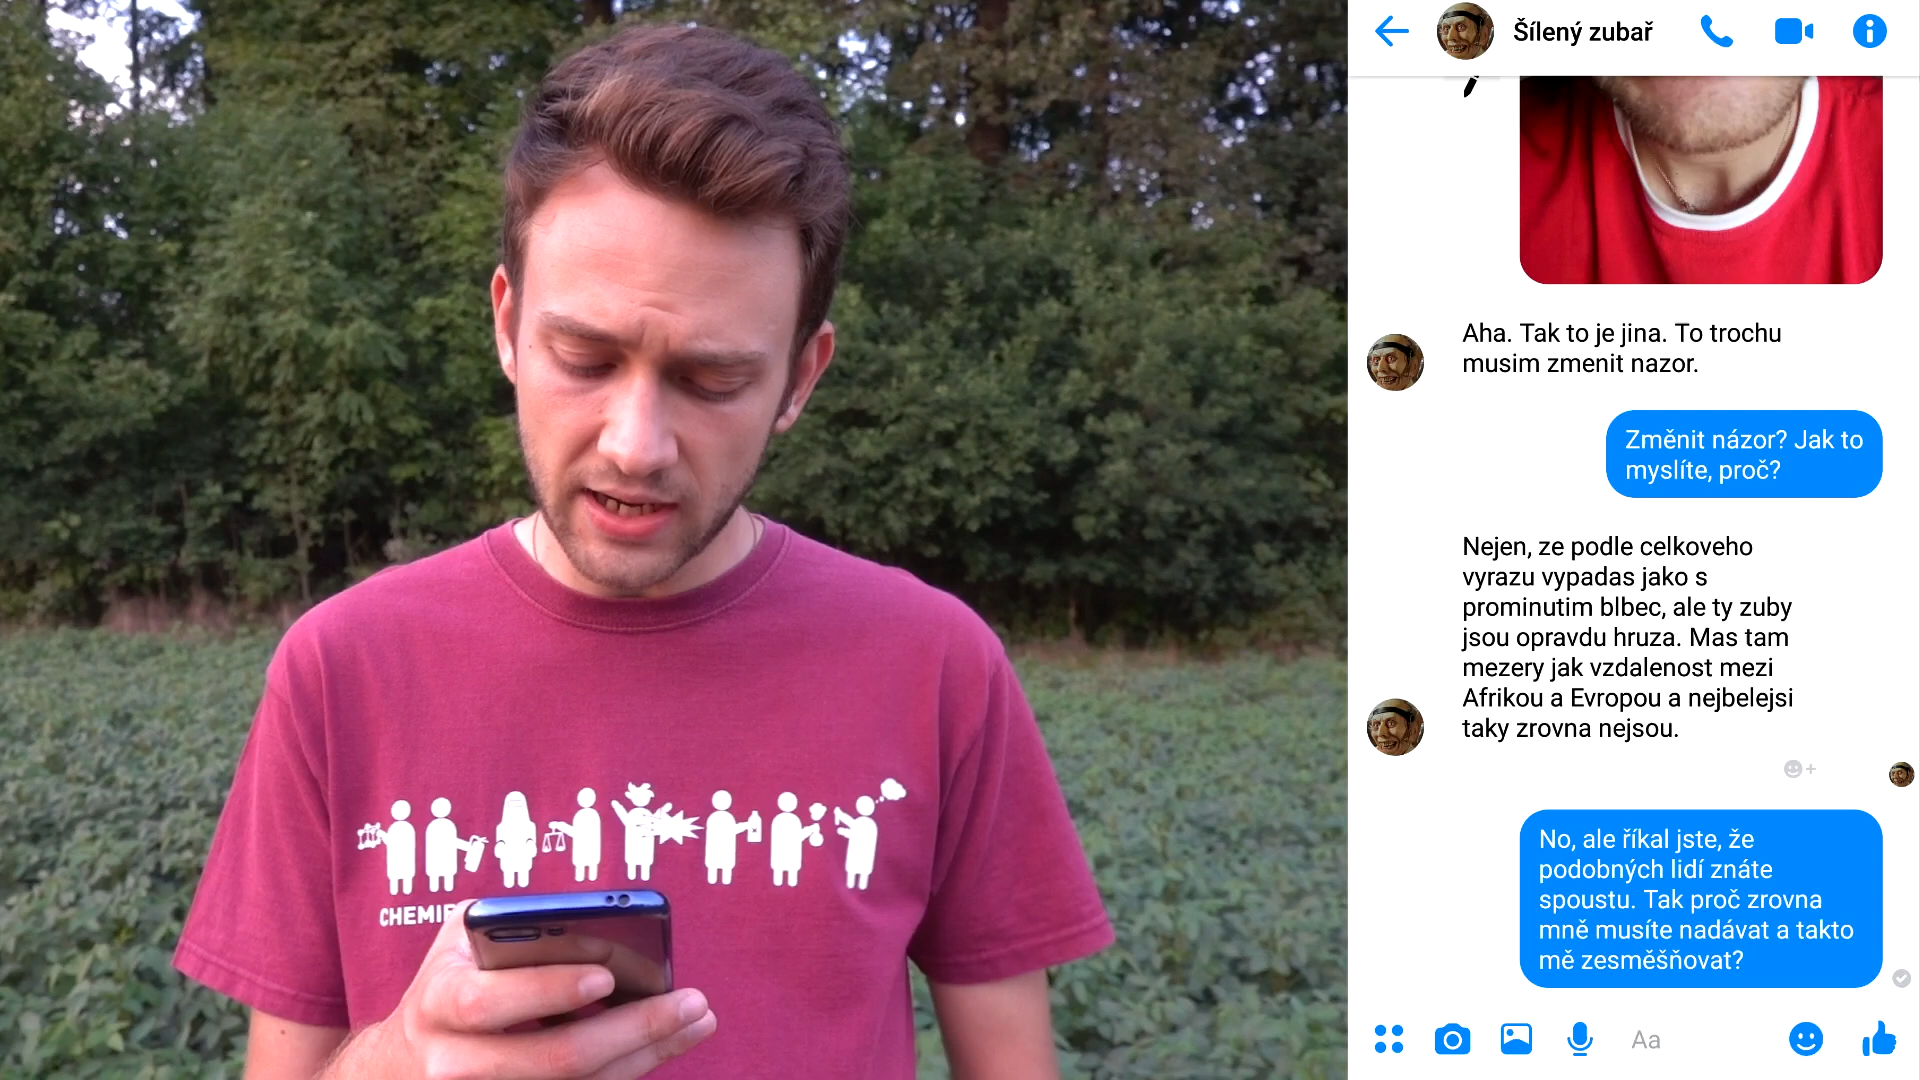 Šílený zubař
Aha. Tak to je jina. To trochu
musim zmenit nazor.
Změnit názor? Jak to
myslíte, proč?
Nejen, ze podle celkoveho
vyrazu vypadas jako s
prominutim blbec, ale ty zuby
jsou opravdu hruza. Mas tam
mezery jak vzdalenost mezi
Afrikou a Evropou a nejbelejsi
taky zrovna nejsou.
No, ale říkal jste, že
podobných lidí znáte
spoustu. Tak proč zrovna
mně musíte nadávat a takto
mě zesměšňovat?
Aa